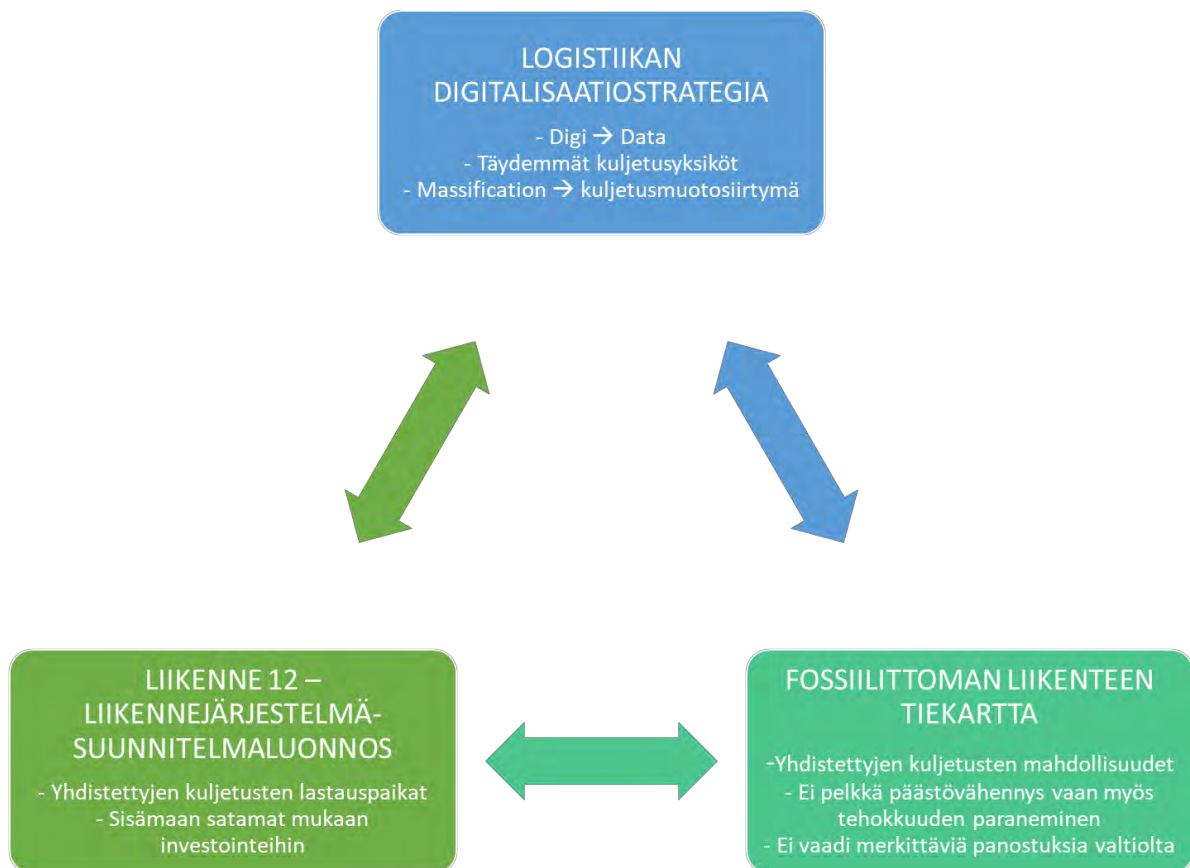 LOGISTIIKAN
DIGITALISAATIOSTRATEGIA
- Digi → Data
- Täydemmät kuljetusyksiköt
- Massification → kuljetusmuotosiirtymä
LIIKENNE 12 –
LIIKENNEJÄRJESTELMÄ-
SUUNNITELMALUONNOS
- Yhdistettyjen kuljetusten lastauspaikat
- Sisämaan satamat mukaan
investointeihin
FOSSIILITTOMAN LIIKENTEEN
TIEKARTTA
-Yhdistettyjen kuljetusten mahdollisuudet
- Ei pelkkä päästövähennys vaan myös
tehokkuuden paraneminen
- Ei vaadi merkittäviä panostuksia valtiolta